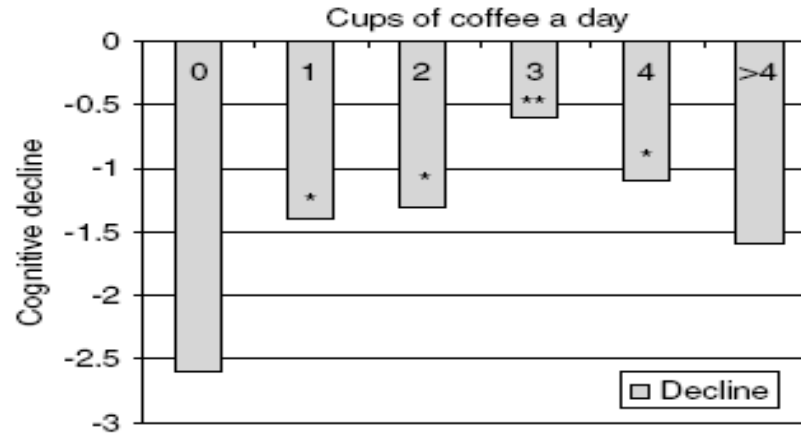 Cups of coffee a day
0
0 1 2 3 4 >4
-0.5
**
* * *
-1
-1.5
-2
-2.5
-3
Cognitive decline
Decline